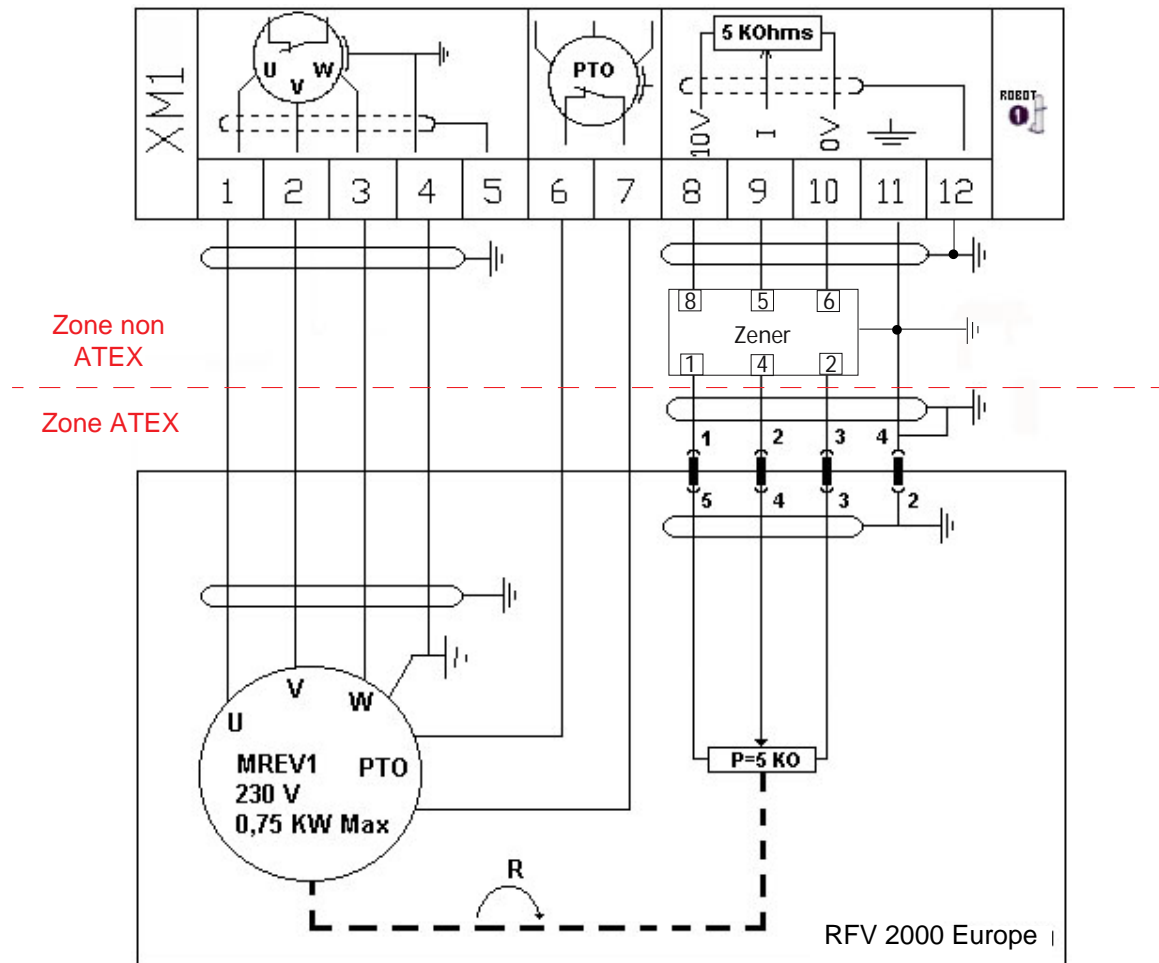 XM1
U
V
W
PTO
5 KOhms
10V
I
0V
ROBOT
1
1 2 3 4 5 6 7 8 9 10 11 12
8 5 6
Zener
1 4 2
Zone non
ATEX
Zone ATEX
1 2 3 4
5 4 3 2
U
V
W
MREV1 PTO
230 V
0,75 KW Max
P=5 KO
R
RFV 2000 Europe